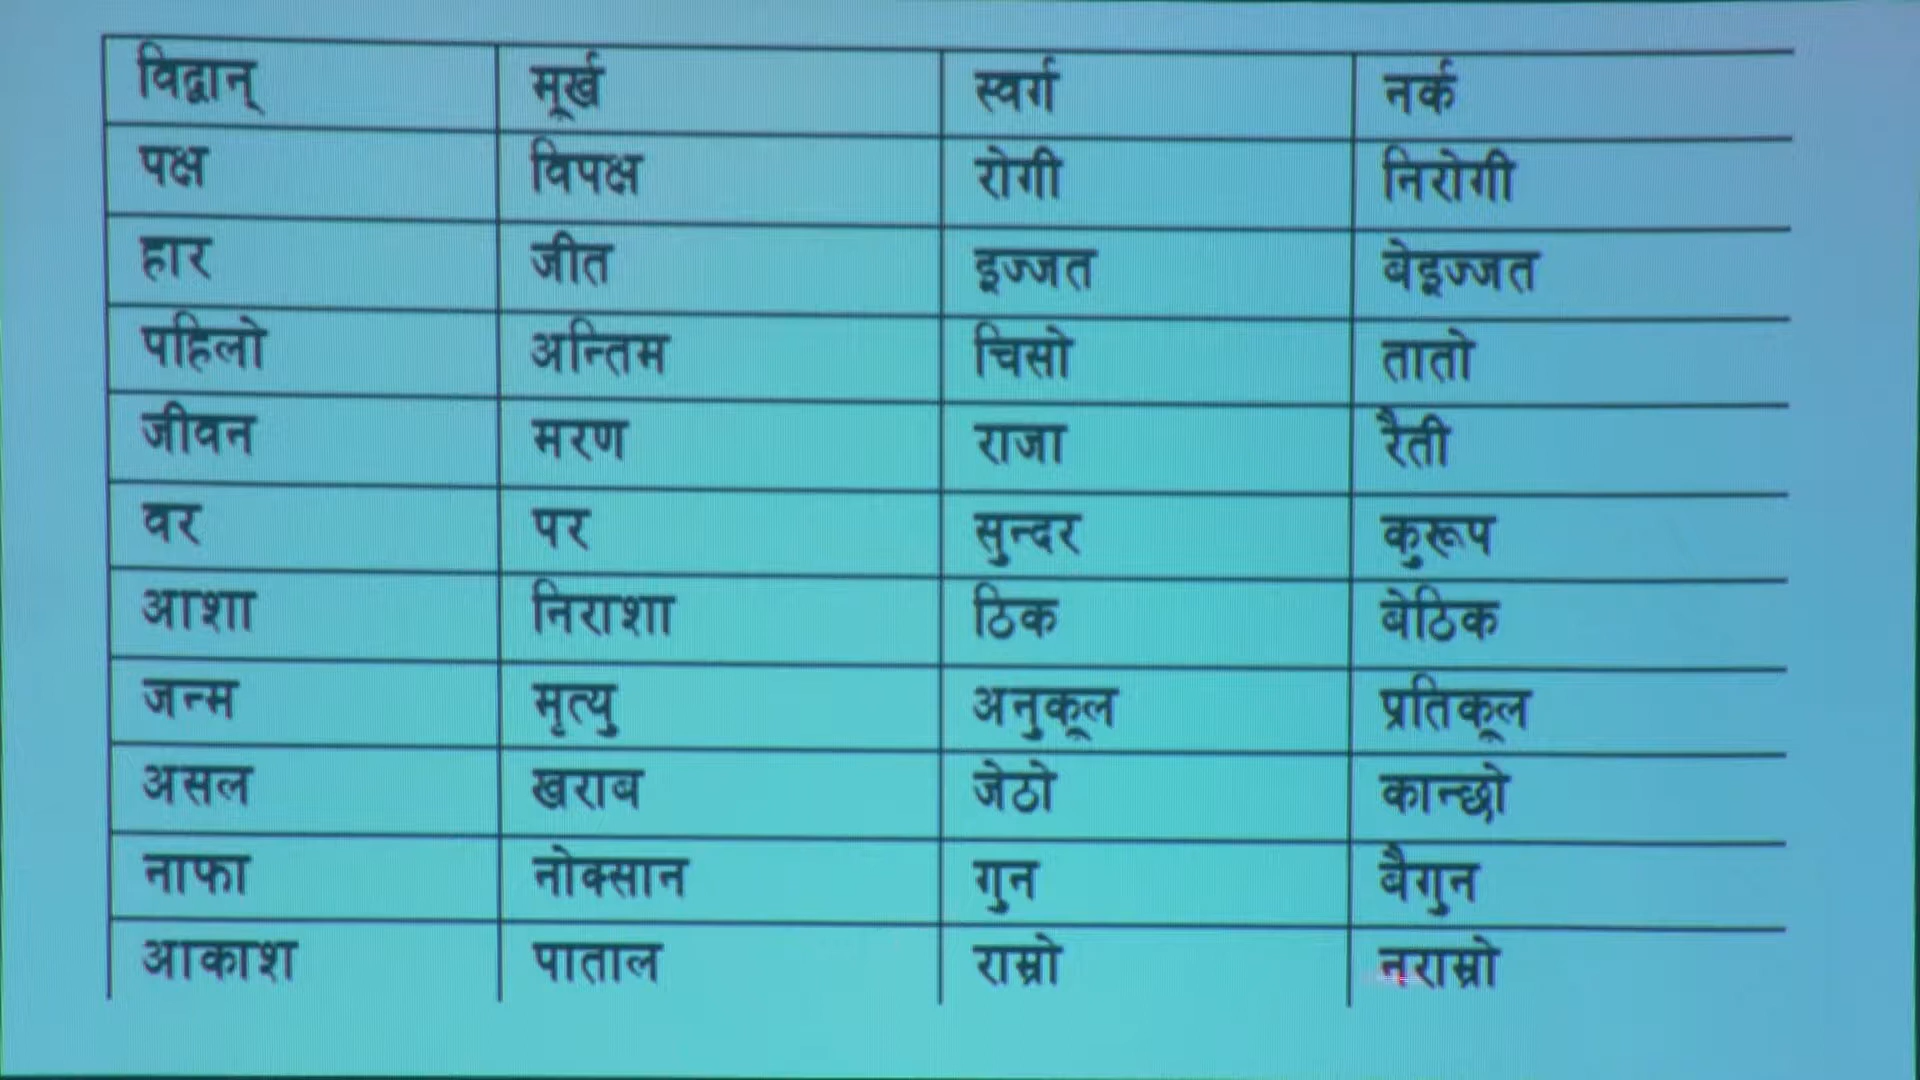 विद्वान् मूर्ख स्वर्ग नर्क
पक्ष विपक्ष रोगी निरोगी
हार जीत इज्जत बेइज्जत
पहिलो अन्तिम चिसो तातो
जीवन मरण राजा रैती
वर पर सुन्दर कुरूप
आशा निराशा ठिक बेठिक
जन्म मृत्यु अनुकूल प्रतिकूल
असल खराब जेठो कान्छो
नाफा नोक्सान गुन बैगुन
आकाश पाताल राम्रो नराम्रो